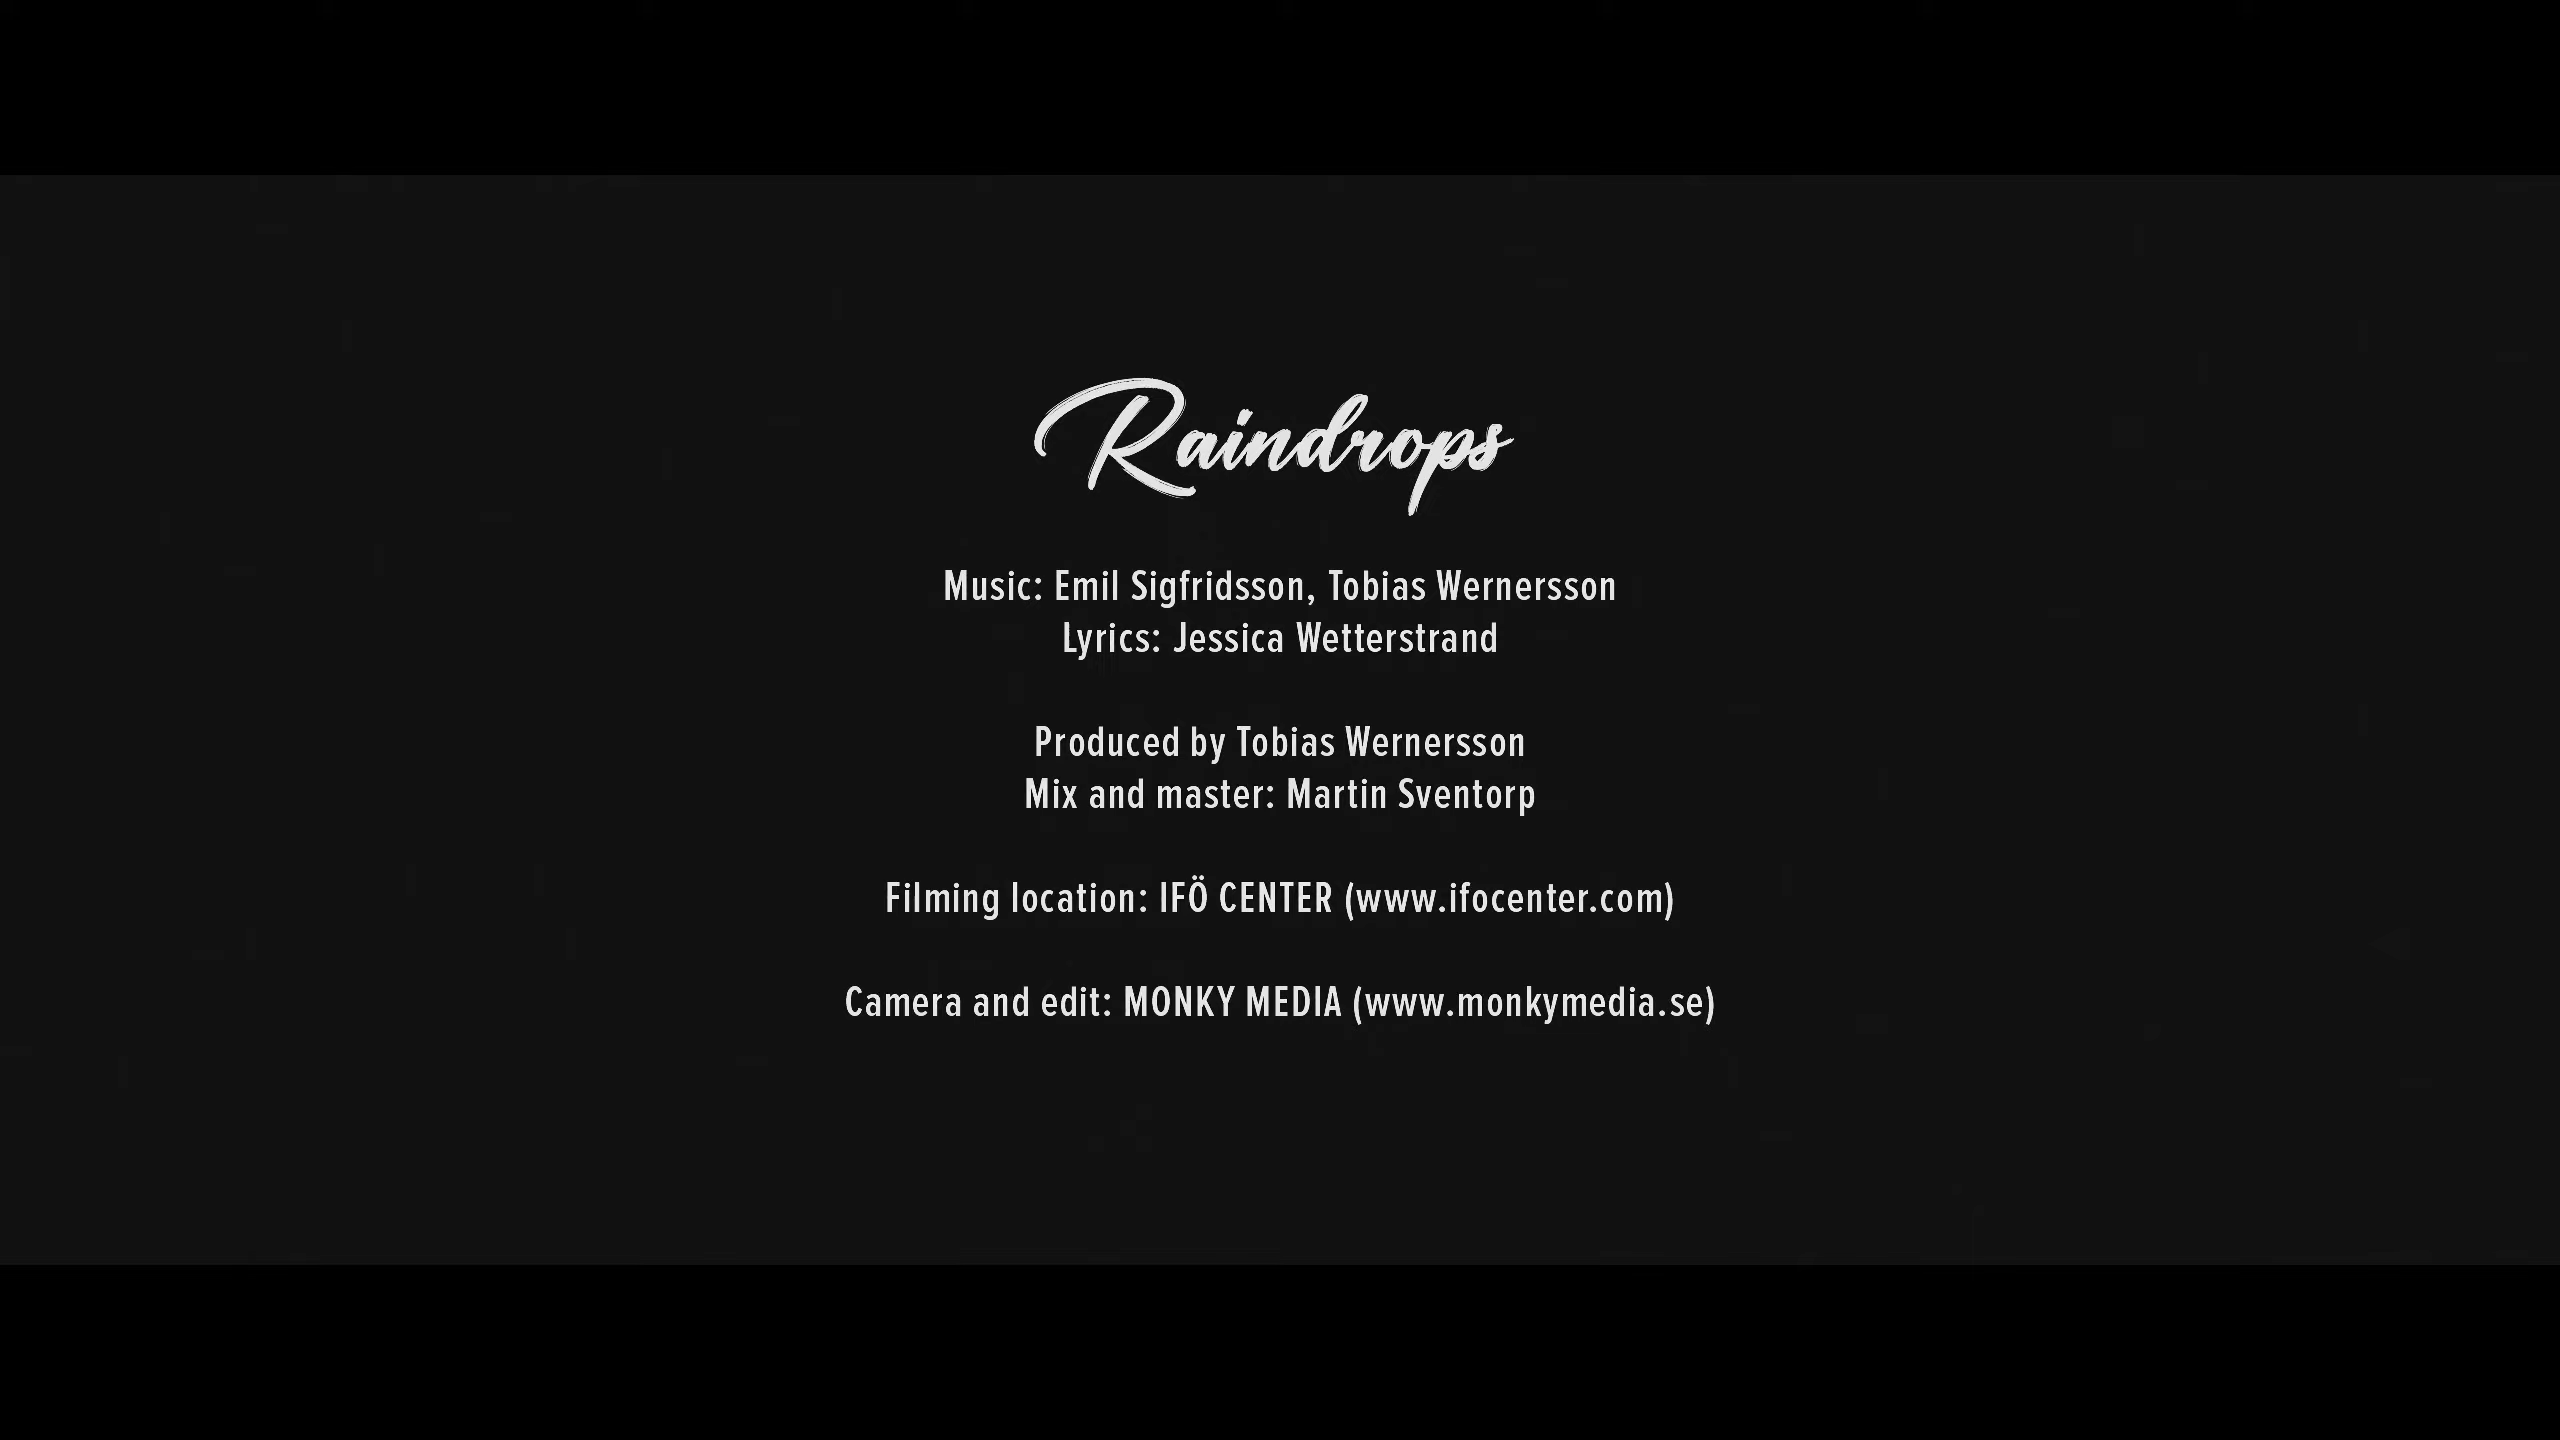 Raindrops
Music: Emil Sigfridsson, Tobias Wernersson
Lyrics: Jessica Wetterstrand
Produced by Tobias Wernersson
Mix and master: Martin Sventorp
Filming location: IFÖ CENTER (www.ifocenter.com)
Camera and edit: MONKY MEDIA (www.monkymedia.se)